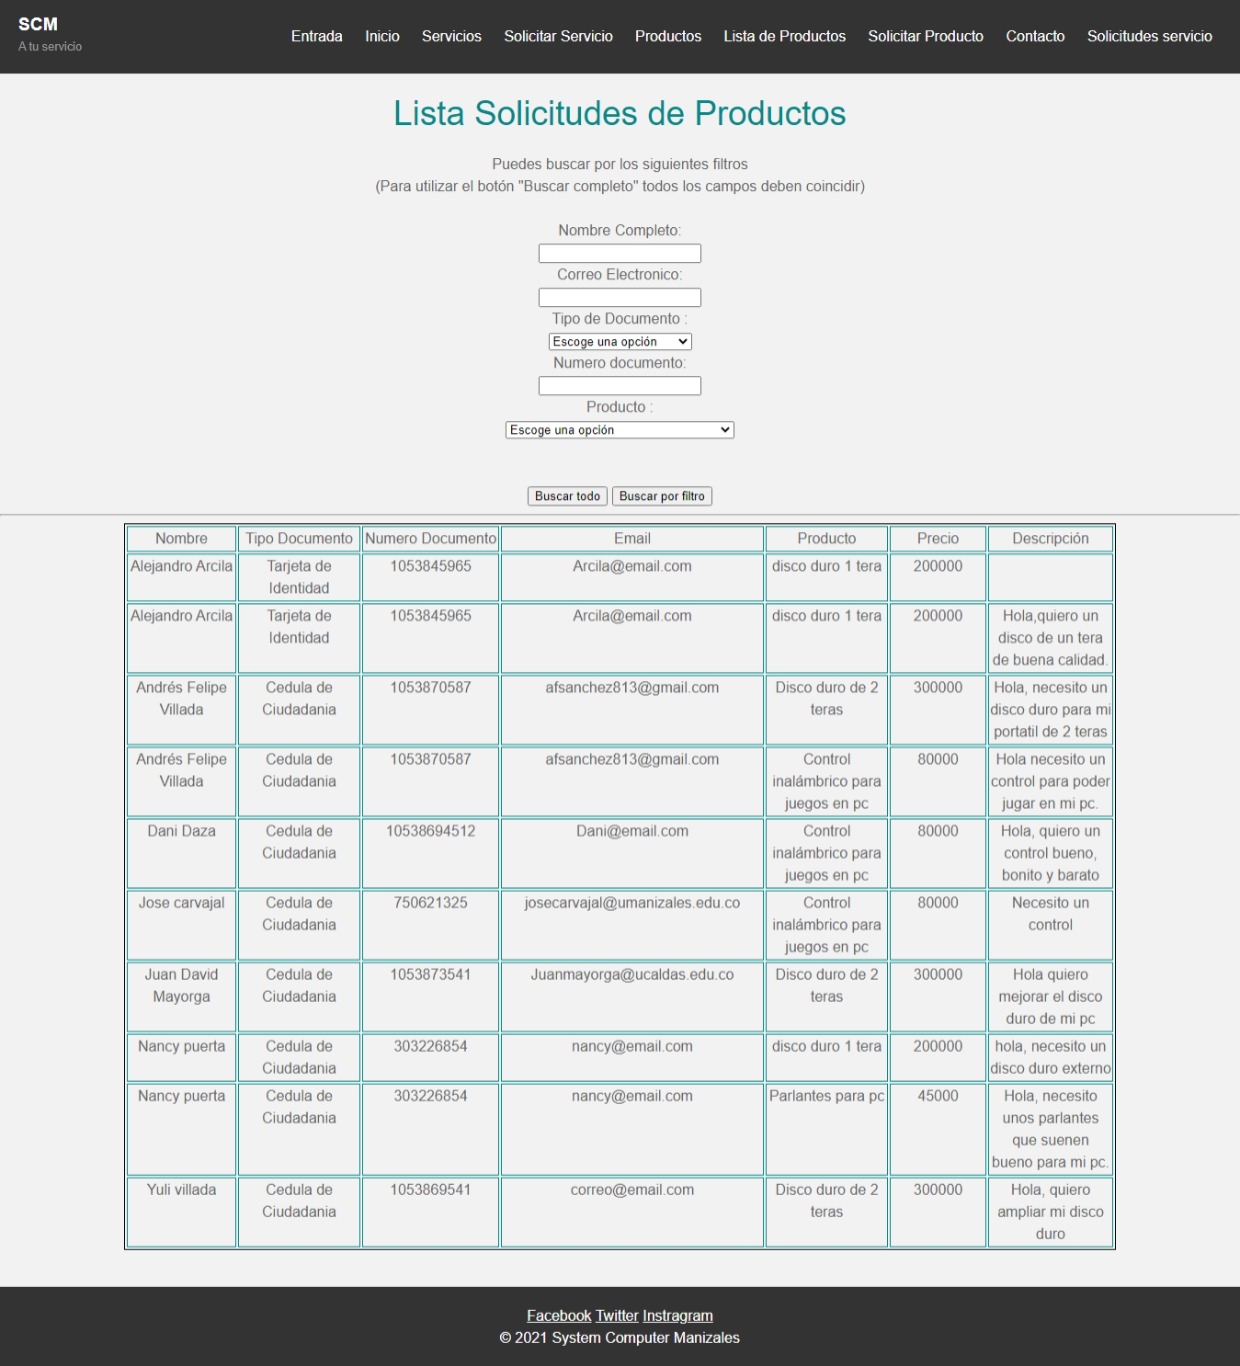 SCM
A tu servicio
Entrada Inicio Servicios Solicitar Servicio Productos Lista de Productos Solicitar Producto Contacto Solicitudes servicio
Lista Solicitudes de Productos
Puedes buscar por los siguientes filtros
(Para utilizar el botón "Buscar completo" todos los campos deben coincidir)
Nombre Completo:
Correo Electronico:
Tipo de Documento :
Escoge una opción
Numero documento:
Producto :
Escoge una opción
Buscar todo Buscar por filtro
Nombre Tipo Documento Numero Documento Email Producto Precio Descripción
Alejandro Arcila Tarjeta de 1053845965 Arcila@email.com disco duro 1 tera 200000
Identidad
Alejandro Arcila Tarjeta de 1053845965 Arcila@email.com disco duro 1 tera 200000 Hola,quiero un
Identidad disco de un tera
de buena calidad.
Andrés Felipe Cedula de 1053870587 afsanchez813@gmail.com Disco duro de 2 300000 Hola, necesito un
Villada Ciudadania teras disco duro para mi
portatil de 2 teras
Andrés Felipe Cedula de 1053870587 afsanchez813@gmail.com Control 80000 Hola necesito un
Villada Ciudadania inalámbrico para control para poder
juegos en pc jugar en mi pc.
Dani Daza Cedula de 10538694512 Dani@email.com Control 80000 Hola, quiero un
Ciudadania inalámbrico para control bueno,
juegos en pc bonito y barato
Jose carvajal Cedula de 750621325 josecarvajal@umanizales.edu.co Control 80000 Necesito un
Ciudadania inalámbrico para control
juegos en pc
Juan David Cedula de 1053873541 Juanmayorga@ucaldas.edu.co Disco duro de 2 300000 Hola quiero
Mayorga Ciudadania teras mejorar el disco
duro de mi pc
Nancy puerta Cedula de 303226854 nancy@email.com disco duro 1 tera 200000 hola, necesito un
Ciudadania disco duro externo
Nancy puerta Cedula de 303226854 nancy@email.com Parlantes para pc 45000 Hola, necesito
Ciudadania unos parlantes
que suenen
bueno para mi pc.
Yuli villada Cedula de 1053869541 correo@email.com Disco duro de 2 300000 Hola, quiero
Ciudadania teras ampliar mi disco
duro
Facebook Twitter Instragram
© 2021 System Computer Manizales